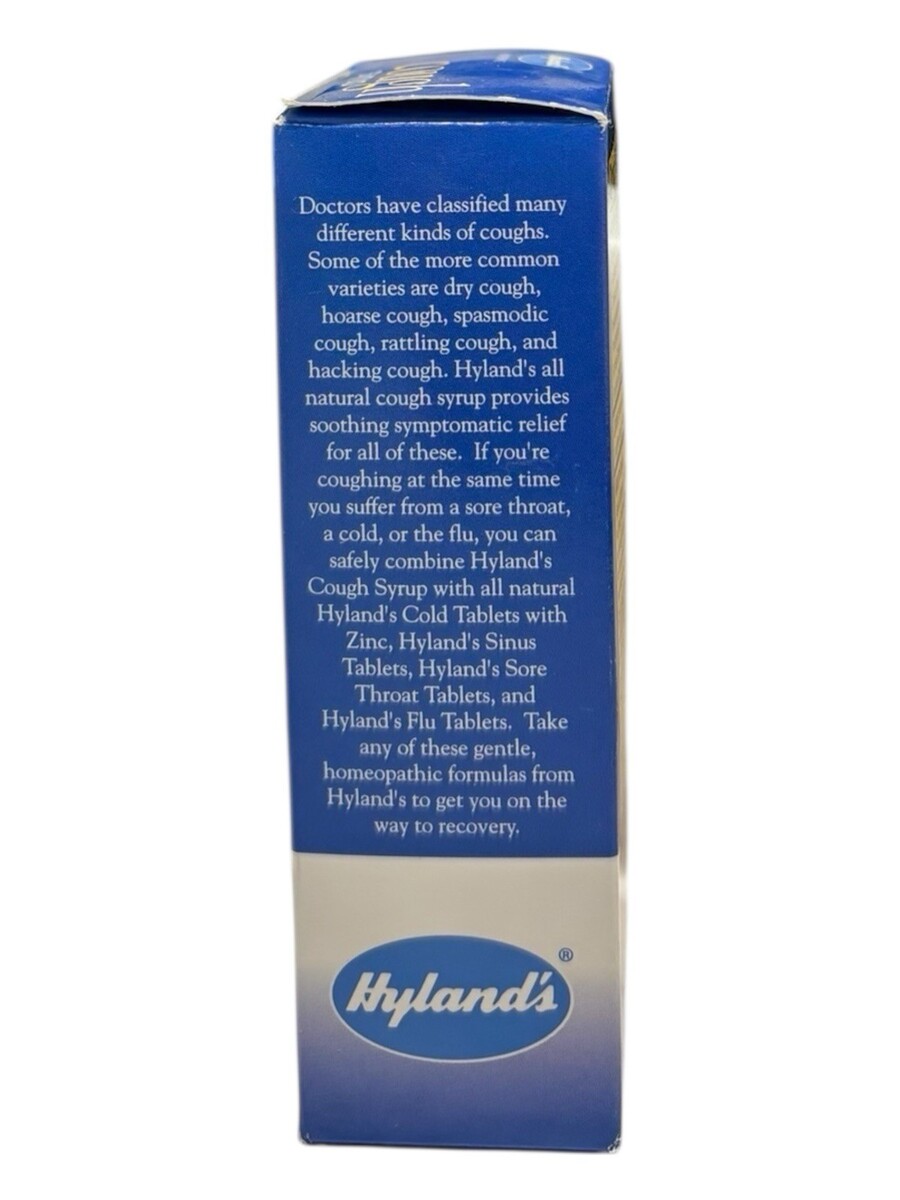 Cough
Doctors have classified many
different kinds of coughs.
Some of the more common
varieties are dry cough,
hoarse cough, spasmodic
cough, rattling cough, and
hacking cough. Hyland's all
natural cough syrup provides
soothing symptomatic relief
for all of these. If you're
coughing at the same time
you suffer from a sore throat,
a cold, or the flu, you can
safely combine Hyland's
Cough Syrup with all natural
Hyland's Cold Tablets with
Zinc, Hyland's Sinus
Tablets, Hyland's Sore
Throat Tablets, and
Hyland's Flu Tablets. Take
any of these gentle,
homeopathic formulas from
Hyland's to get you on the
way to recovery.
Hyland's®